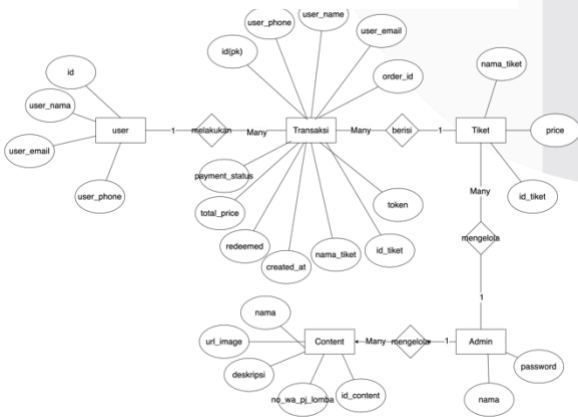 user_name
user_phone
user_email
id(pk)
nama_tiket
id
order_id
user_nama
user
1
melakukan
Many
Transaksi
Many
berisi
1
Tiket
price
user_email
payment_status
user_phone
Many
id_tiket
total_price
token
redeemed
nama_tiket
id_tiket
created_at
mengelola
1
nama
url_image
Content
Many
mengelola
1
Admin
deskripsi
password
no_wa_pj_lomba
id_content
nama